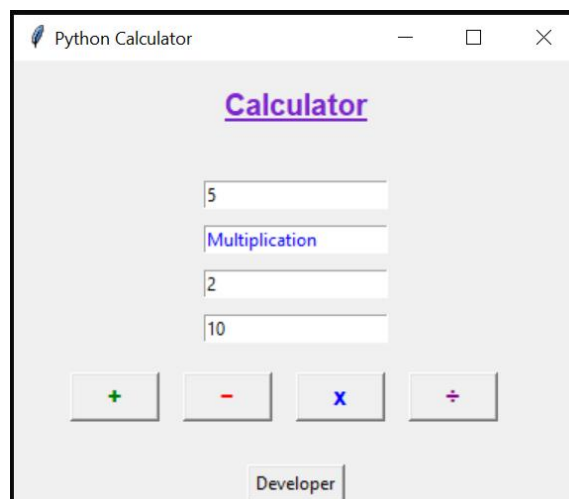 Python Calculator
Calculator
5
Multiplication
2
10
+ − x ÷
Developer